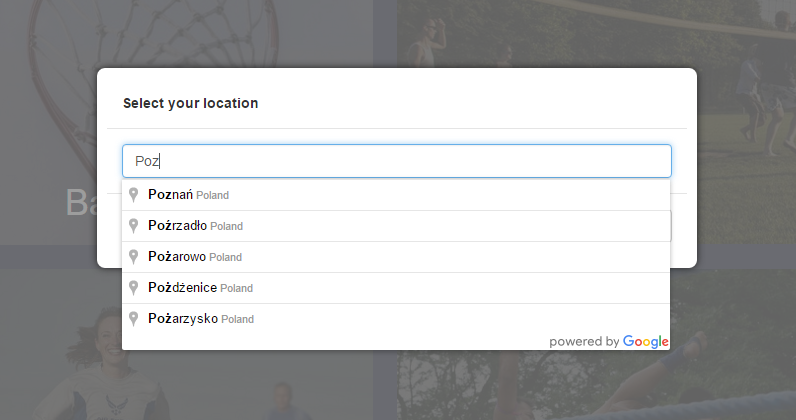 Select your location
Poz
Poznań Poland
Poźrzadło Poland
Pożarowo Poland
Pożdżenice Poland
Pożarzysko Poland
powered by Google
Ba